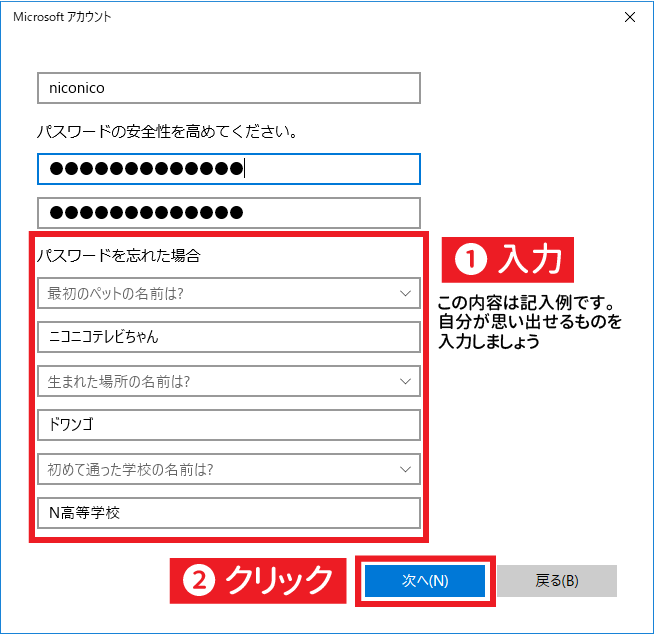 Microsoft アカウント
niconico
パスワードの安全性を高めてください。
●●●●●●●●●●●●●
●●●●●●●●●●●●●
パスワードを忘れた場合
最初のペットの名前は?
ニコニコテレビちゃん
生まれた場所の名前は?
ドワンゴ
初めて通った学校の名前は?
N高等学校
❶ 入力
この内容は記入例です。
自分が思い出せるものを
入力しましょう
❷ クリック
次へ(N)
戻る(B)